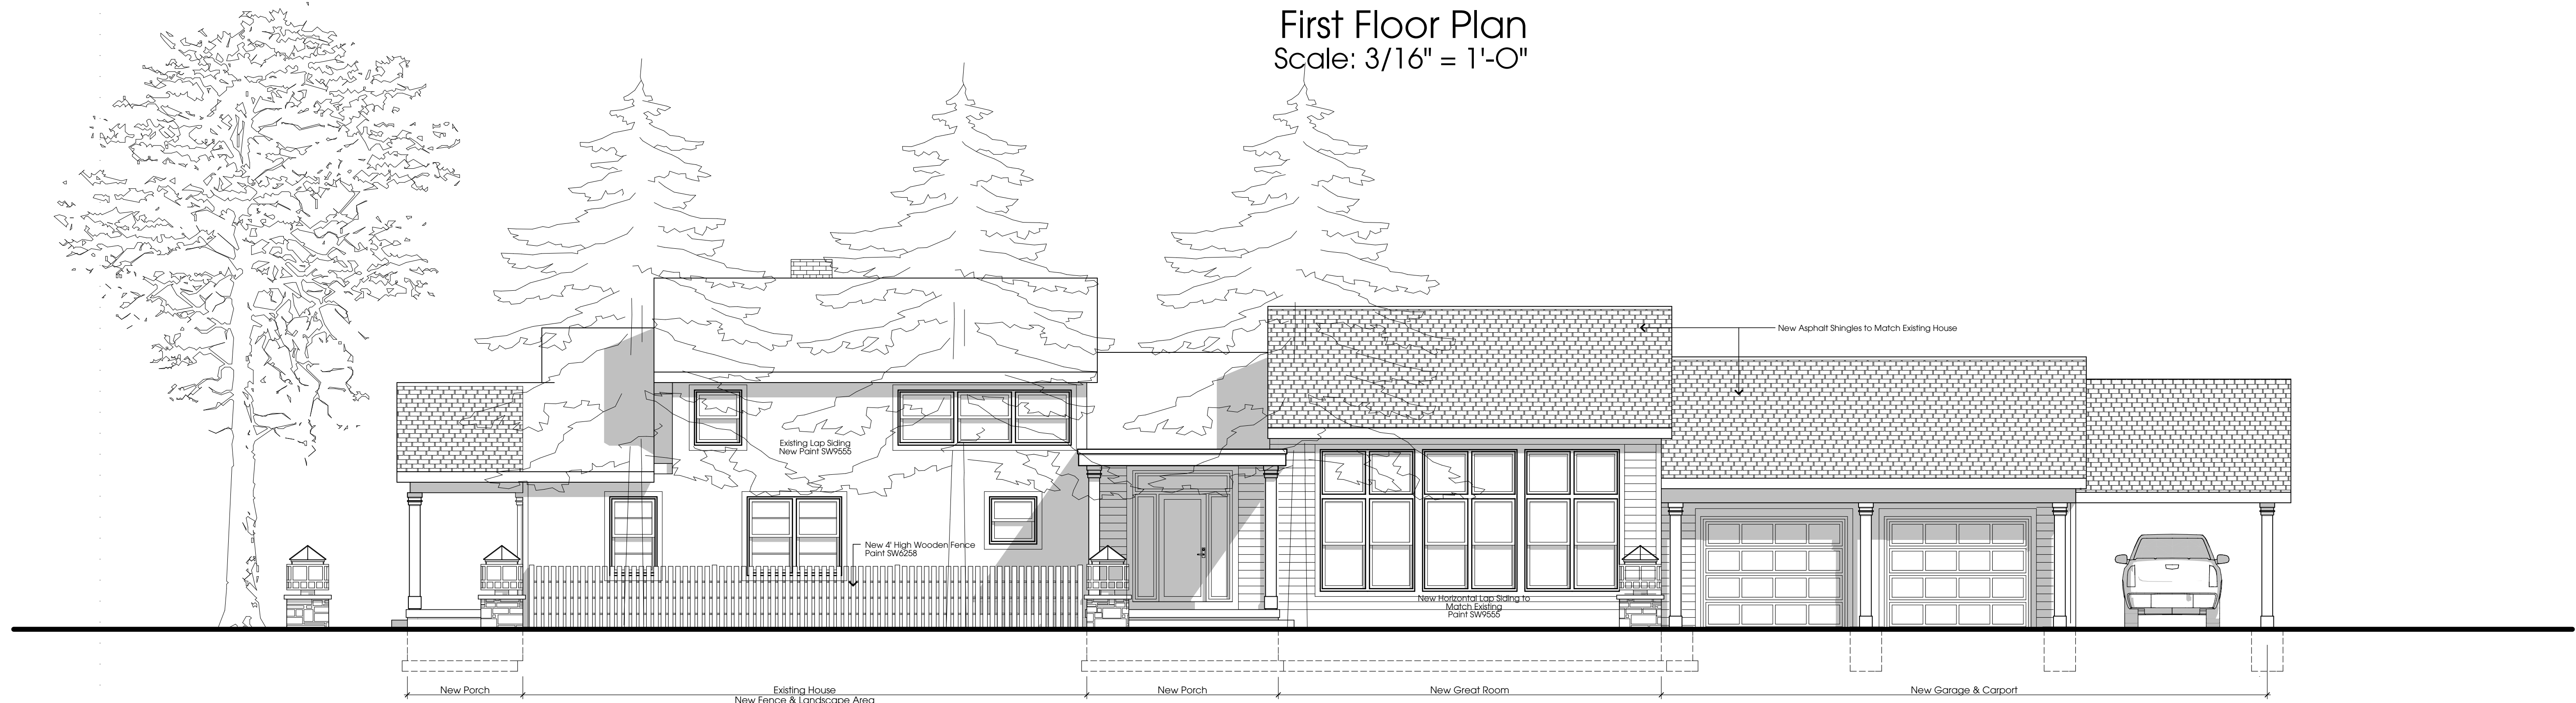 First Floor Plan
Scale: 3/16" = 1'-0"
New Asphalt Shingles to Match Existing House
Existing Lap Siding
New Paint SW9555
New 4' High Wooden Fence
Paint SW6258
New Horizontal Lap Siding to
Match Existing
Paint SW9555
New Porch
Existing House
New Fence & Landscape Area
New Porch
New Great Room
New Garage & Carport